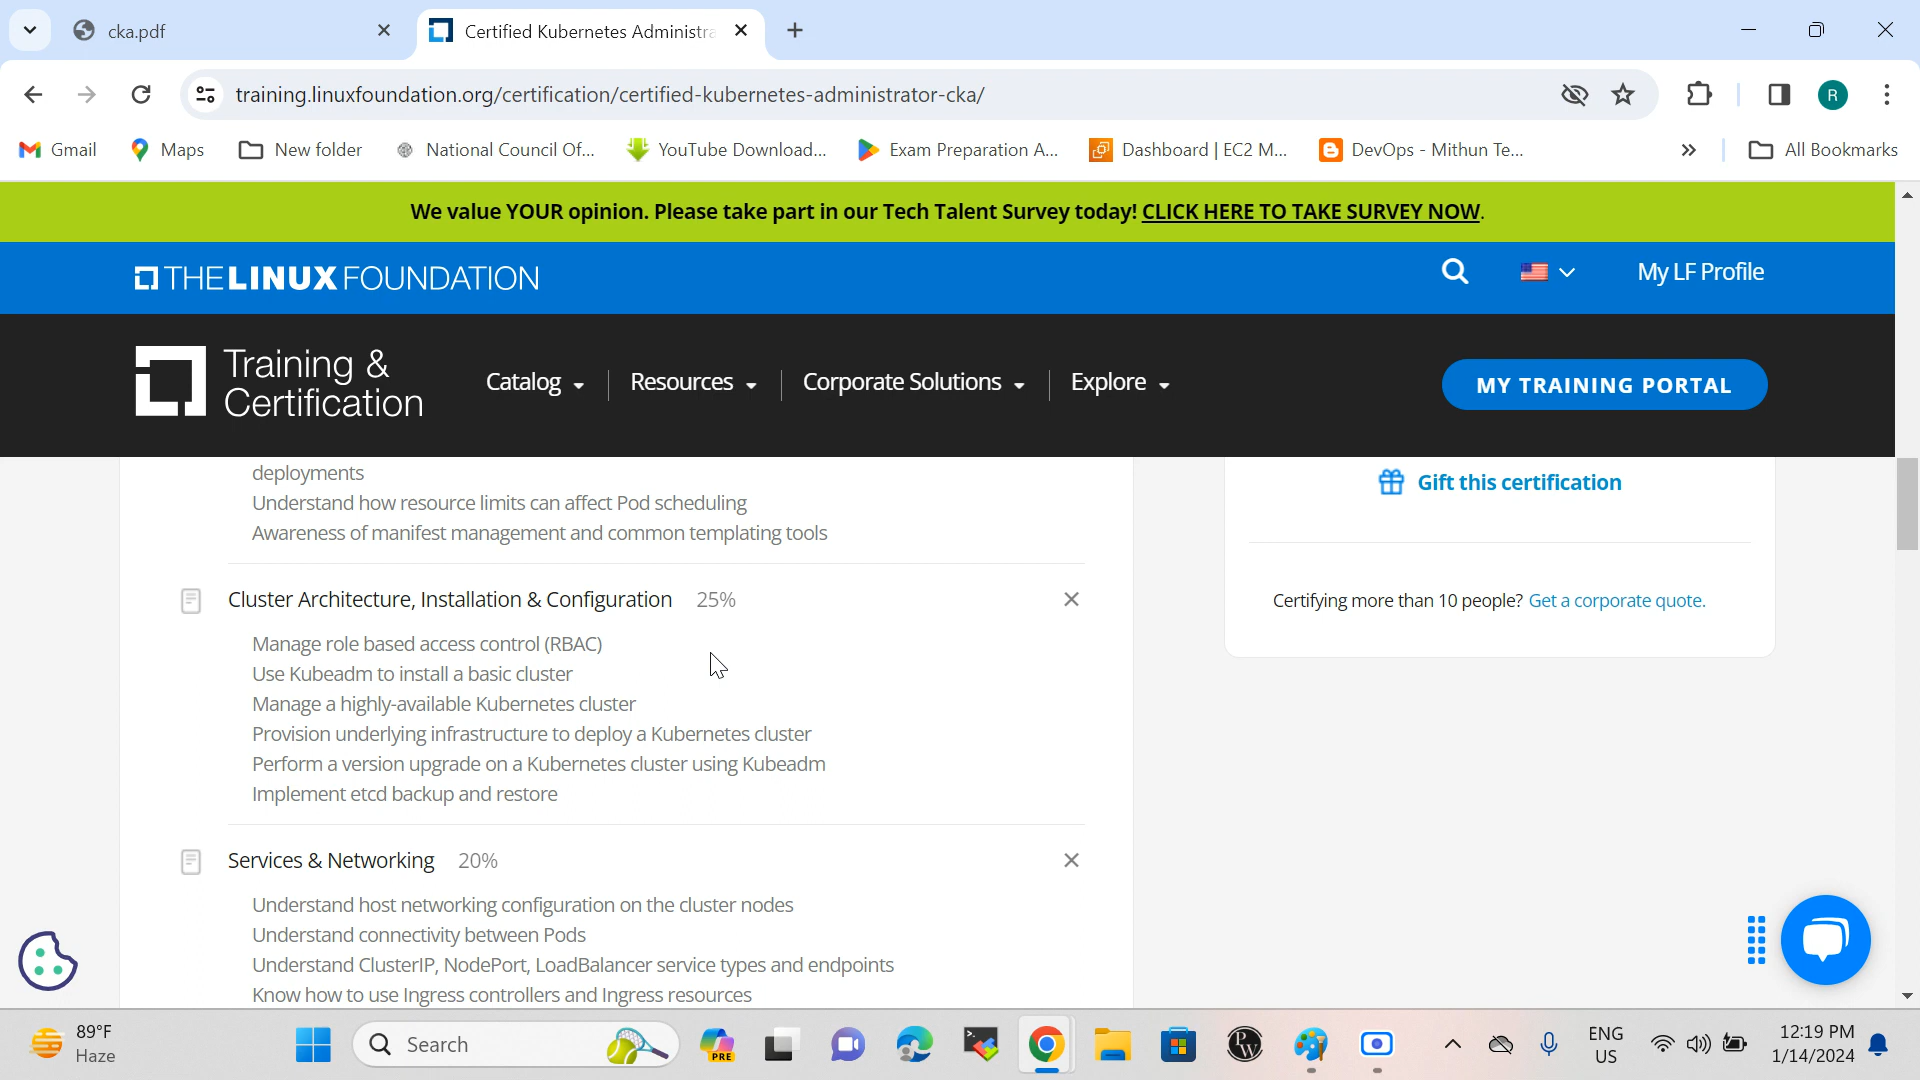 cka.pdf
Certified Kubernetes Administra
training.linuxfoundation.org/certification/certified-kubernetes-administrator-cka/
R
Gmail
Maps
New folder
National Council Of...
YouTube Download...
Exam Preparation A...
Dashboard | EC2 M...
DevOps - Mithun Te...
All Bookmarks
We value YOUR opinion. Please take part in our Tech Talent Survey today! CLICK HERE TO TAKE SURVEY NOW.
THE LINUX FOUNDATION
My LF Profile
Training &
Certification
Catalog
Resources
Corporate Solutions
Explore
MY TRAINING PORTAL
deployments
Understand how resource limits can affect Pod scheduling
Awareness of manifest management and common templating tools
Cluster Architecture, Installation & Configuration 25%
Manage role based access control (RBAC)
Use Kubeadm to install a basic cluster
Manage a highly-available Kubernetes cluster
Provision underlying infrastructure to deploy a Kubernetes cluster
Perform a version upgrade on a Kubernetes cluster using Kubeadm
Implement etcd backup and restore
Services & Networking 20%
Understand host networking configuration on the cluster nodes
Understand connectivity between Pods
Understand ClusterIP, NodePort, LoadBalancer service types and endpoints
Know how to use Ingress controllers and Ingress resources
Gift this certification
Certifying more than 10 people? Get a corporate quote.
89°F
Haze
Search
PRE
PW
ENG
US
12:19 PM
1/14/2024